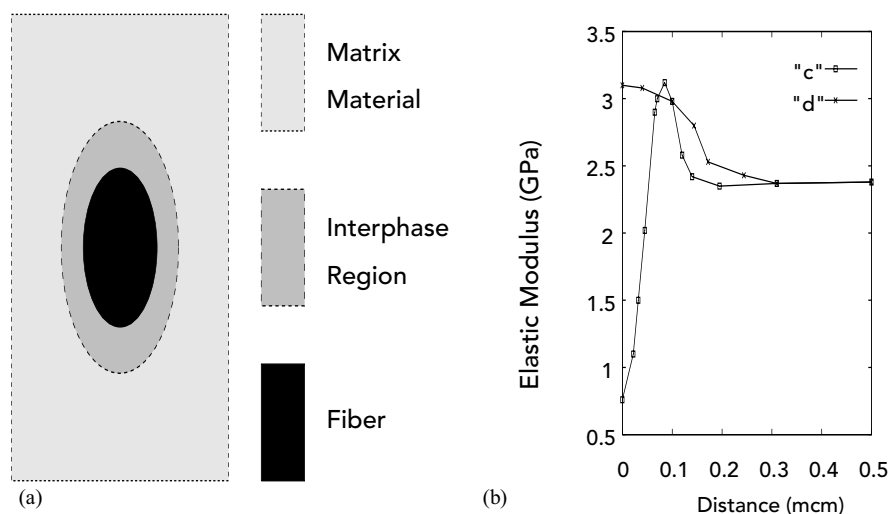 Matrix
Material
Interphase
Region
Fiber
(a)
Elastic Modulus (GPa)
3.5
3
2.5
2
1.5
1
0.5
"c"
"d"
0 0.1 0.2 0.3 0.4 0.5
Distance (mcm)
(b)